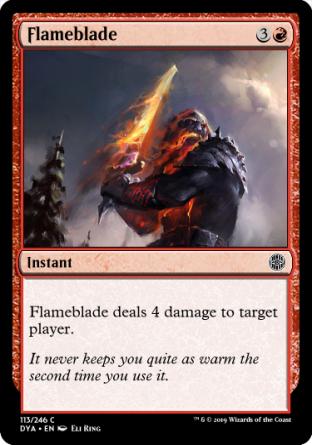 Flameblade 3
Instant
Flameblade deals 4 damage to target
player.
It never keeps you quite as warm the
second time you use it.
113/246 C
DYA • EN Eli Ring
™ & © 2019 Wizards of the Coast